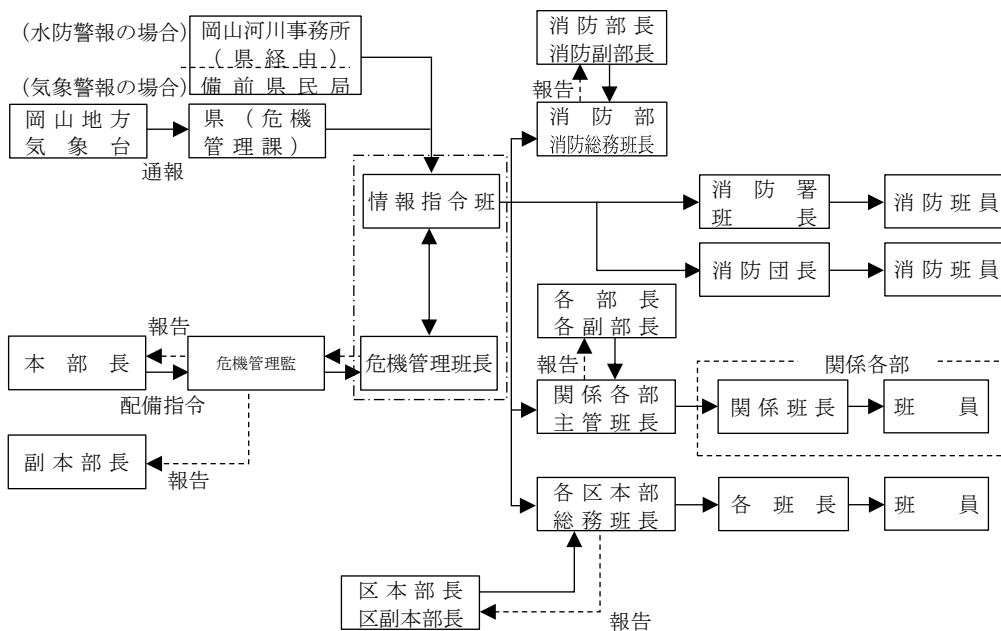 (水防警報の場合)
岡山河川事務所
(県経由)
(気象警報の場合)
備前県民局
岡山地方
気象台
通報
県(危機
管理課)
消防部長
消防副部長
報告
消防部
消防総務班長
情報指令班
消防署
班長
消防班員
消防団長
消防班員
各部長
各副部長
報告
本部長
報告
配備指令
危機管理監
危機管理班長
関係各部
主管班長
関係各部
関係班長
班員
副本部長
報告
各区本部
総務班長
各班長
班員
区本部長
区副本部長
報告